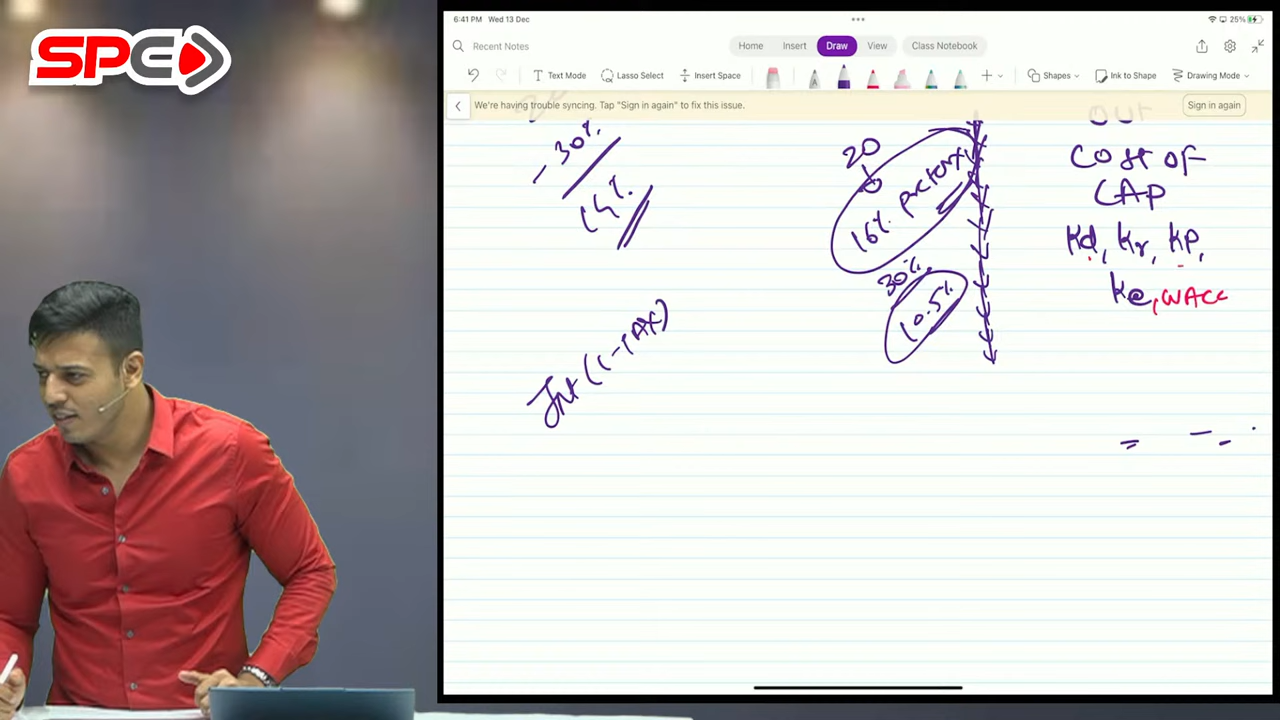 SPED
6:41 PM Wed 13 Dec
25%
Recent Notes
Home Insert Draw View Class Notebook
Text Mode Lasso Select Insert Space Shapes Ink to Shape Drawing Mode
We're having trouble syncing. Tap "Sign in again" to fix this issue.
Sign in again
- 30%
14%
Int (1-TAX)
20
16% pretax
30%
10.5%
out
Cost of
CAP
Kd, Kr, KP,
Ke, WACC